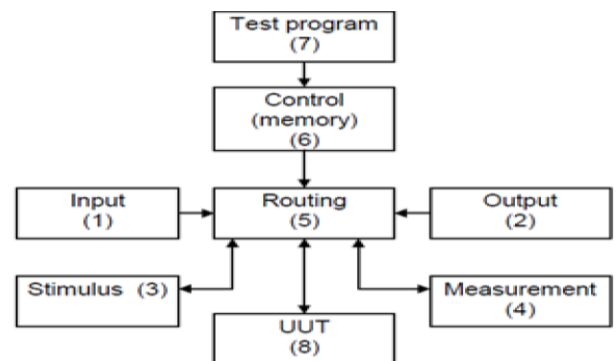 Test program
(7)
Control
(memory)
(6)
Input
(1)
Routing
(5)
Output
(2)
Stimulus (3)
Measurement
(4)
UUT
(8)